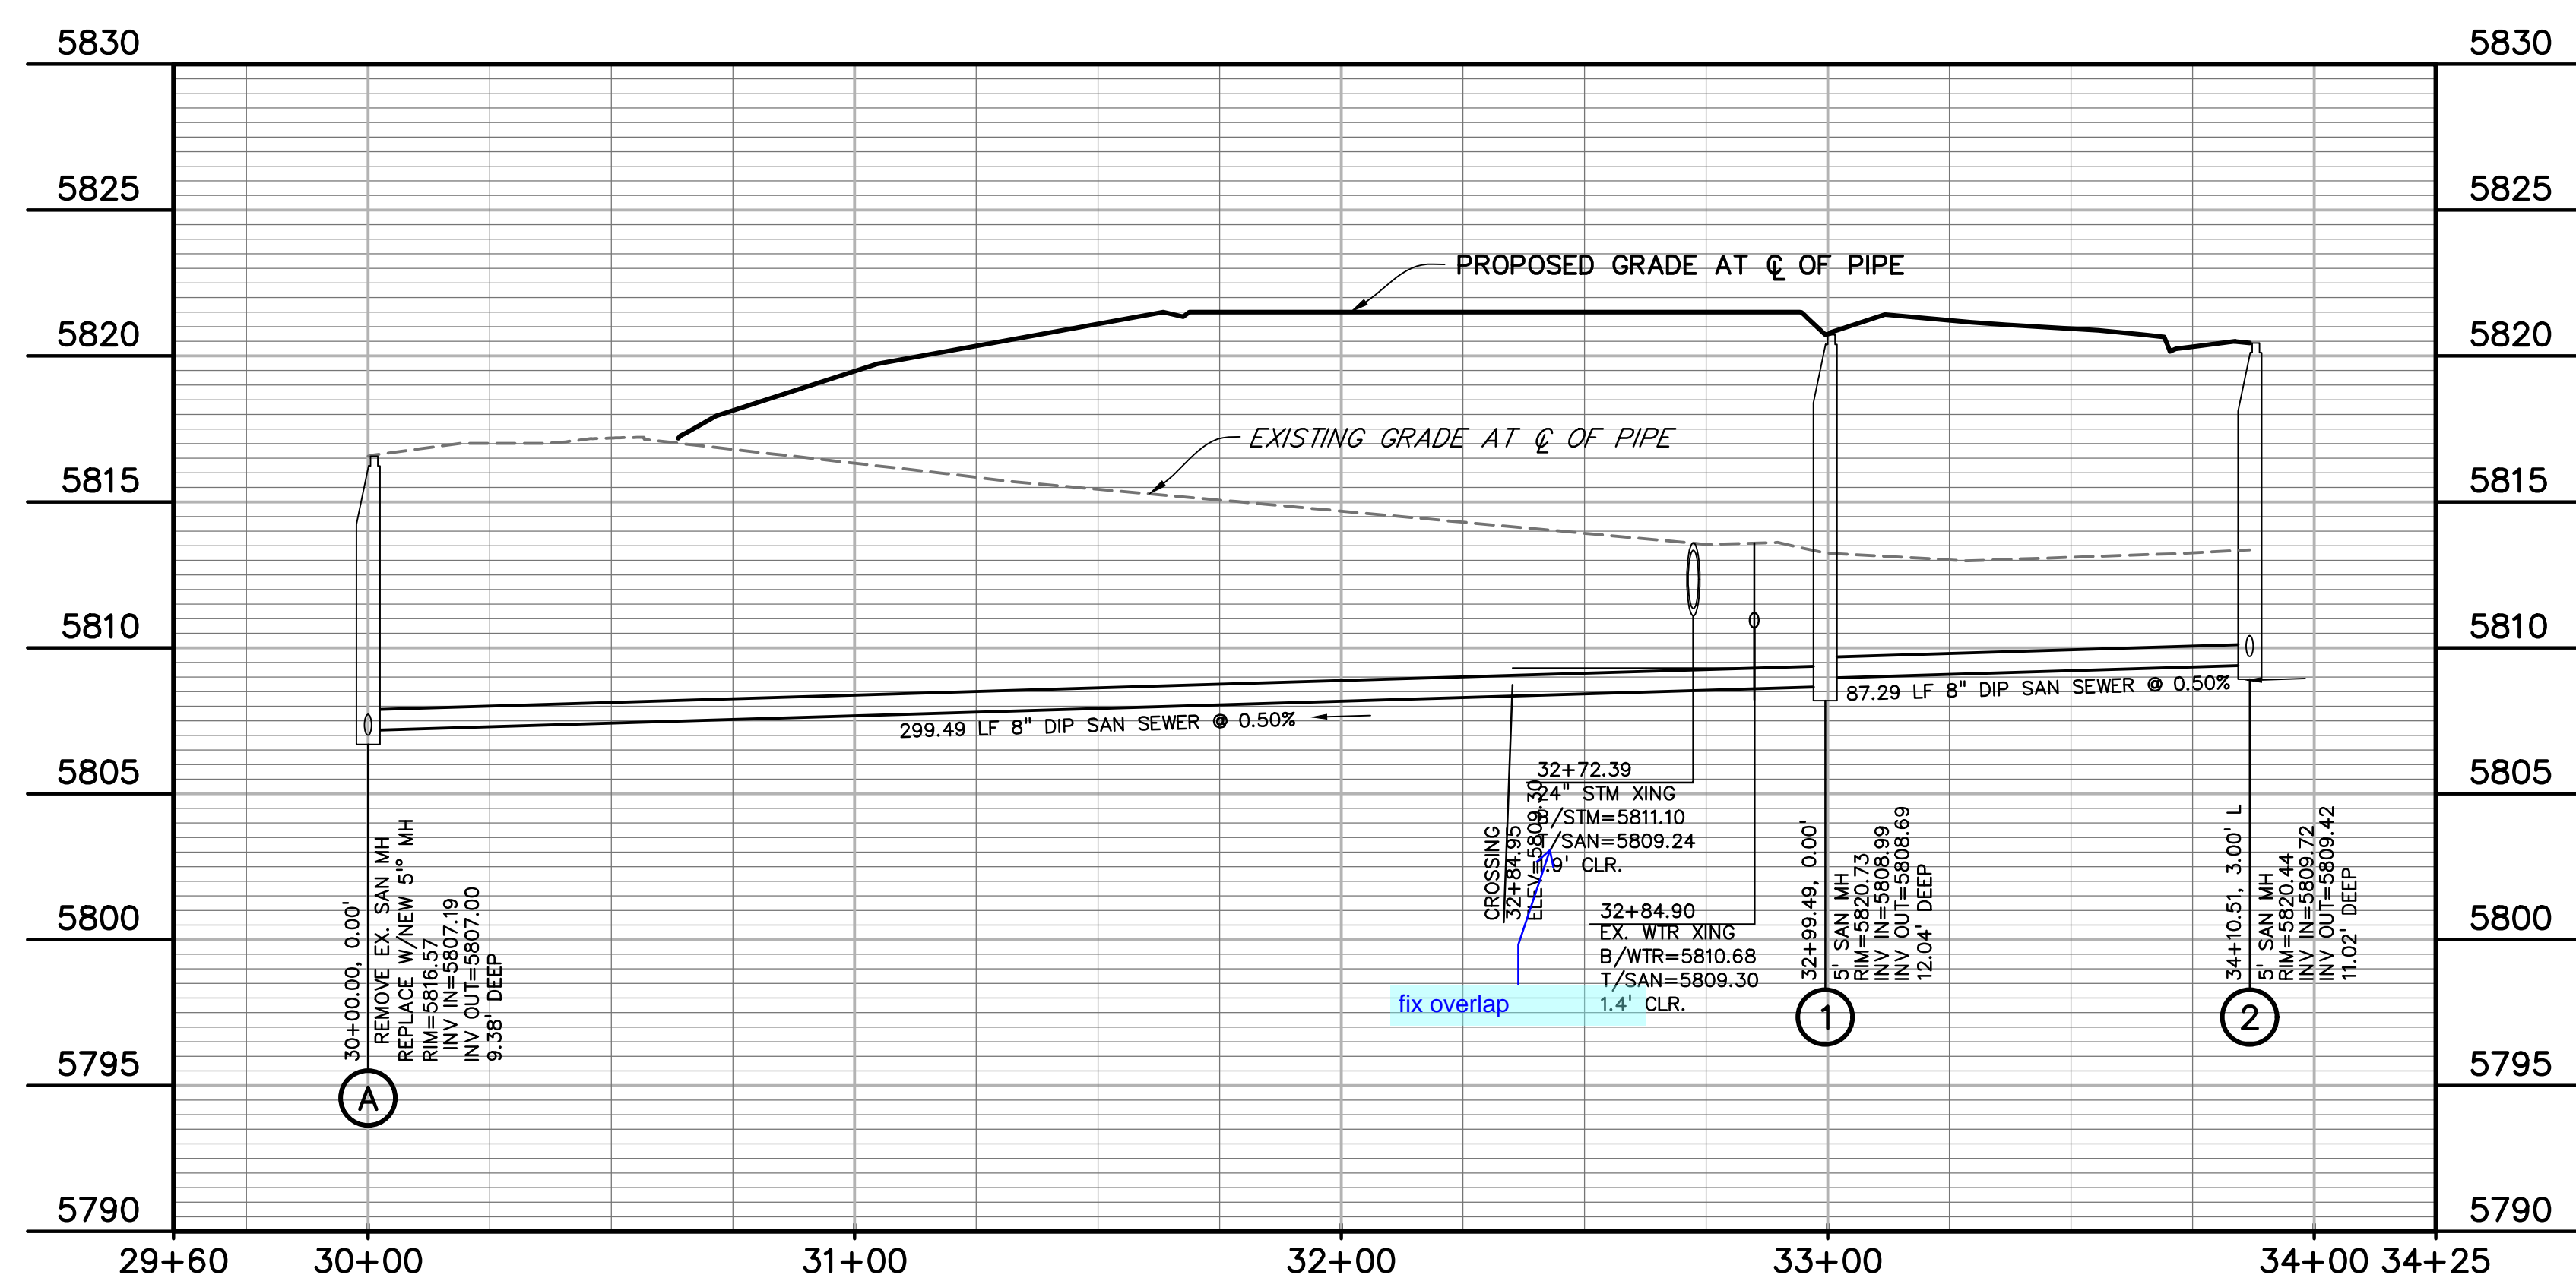 5830
5825
5820
5815
5810
5805
5800
5795
5790
5830
5825
5820
5815
5810
5805
5800
5795
5790
PROPOSED GRADE AT ℄ OF PIPE
EXISTING GRADE AT ℄ OF PIPE
299.49 LF 8" DIP SAN SEWER @ 0.50%
87.29 LF 8" DIP SAN SEWER @ 0.50%
30+00.00, 0.00'
REMOVE EX. SAN MH
REPLACE W/NEW 5'° MH
RIM=5816.57
INV IN=5807.19
INV OUT=5807.00
9.38' DEEP
A
CROSSING
32+84.95
ELEV=5809.30
32+72.39
24" STM XING
B/STM=5811.10
T/SAN=5809.24
1.9' CLR.
32+84.90
EX. WTR XING
B/WTR=5810.68
T/SAN=5809.30
1.4' CLR.
fix overlap
32+99.49, 0.00'
5' SAN MH
RIM=5820.73
INV IN=5808.99
INV OUT=5808.69
12.04' DEEP
1
34+10.51, 3.00' L
5' SAN MH
RIM=5820.44
INV IN=5809.72
INV OUT=5809.42
11.02' DEEP
2
29+60 30+00 31+00 32+00 33+00 34+00 34+25